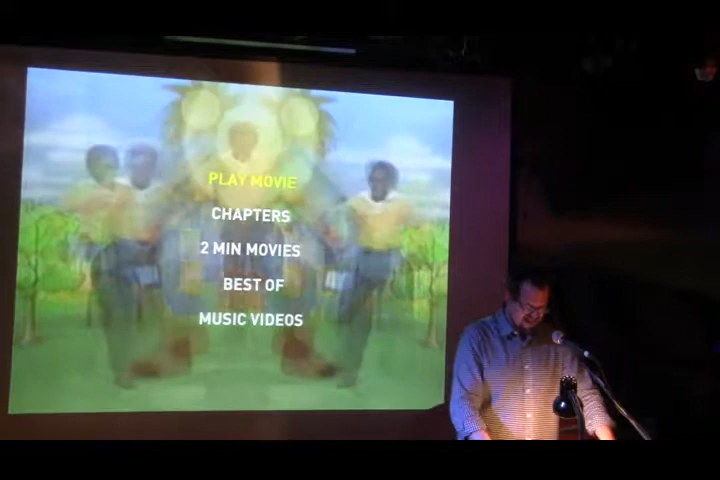 PLAY MOVIE
CHAPTERS
2 MIN MOVIES
BEST OF
MUSIC VIDEOS